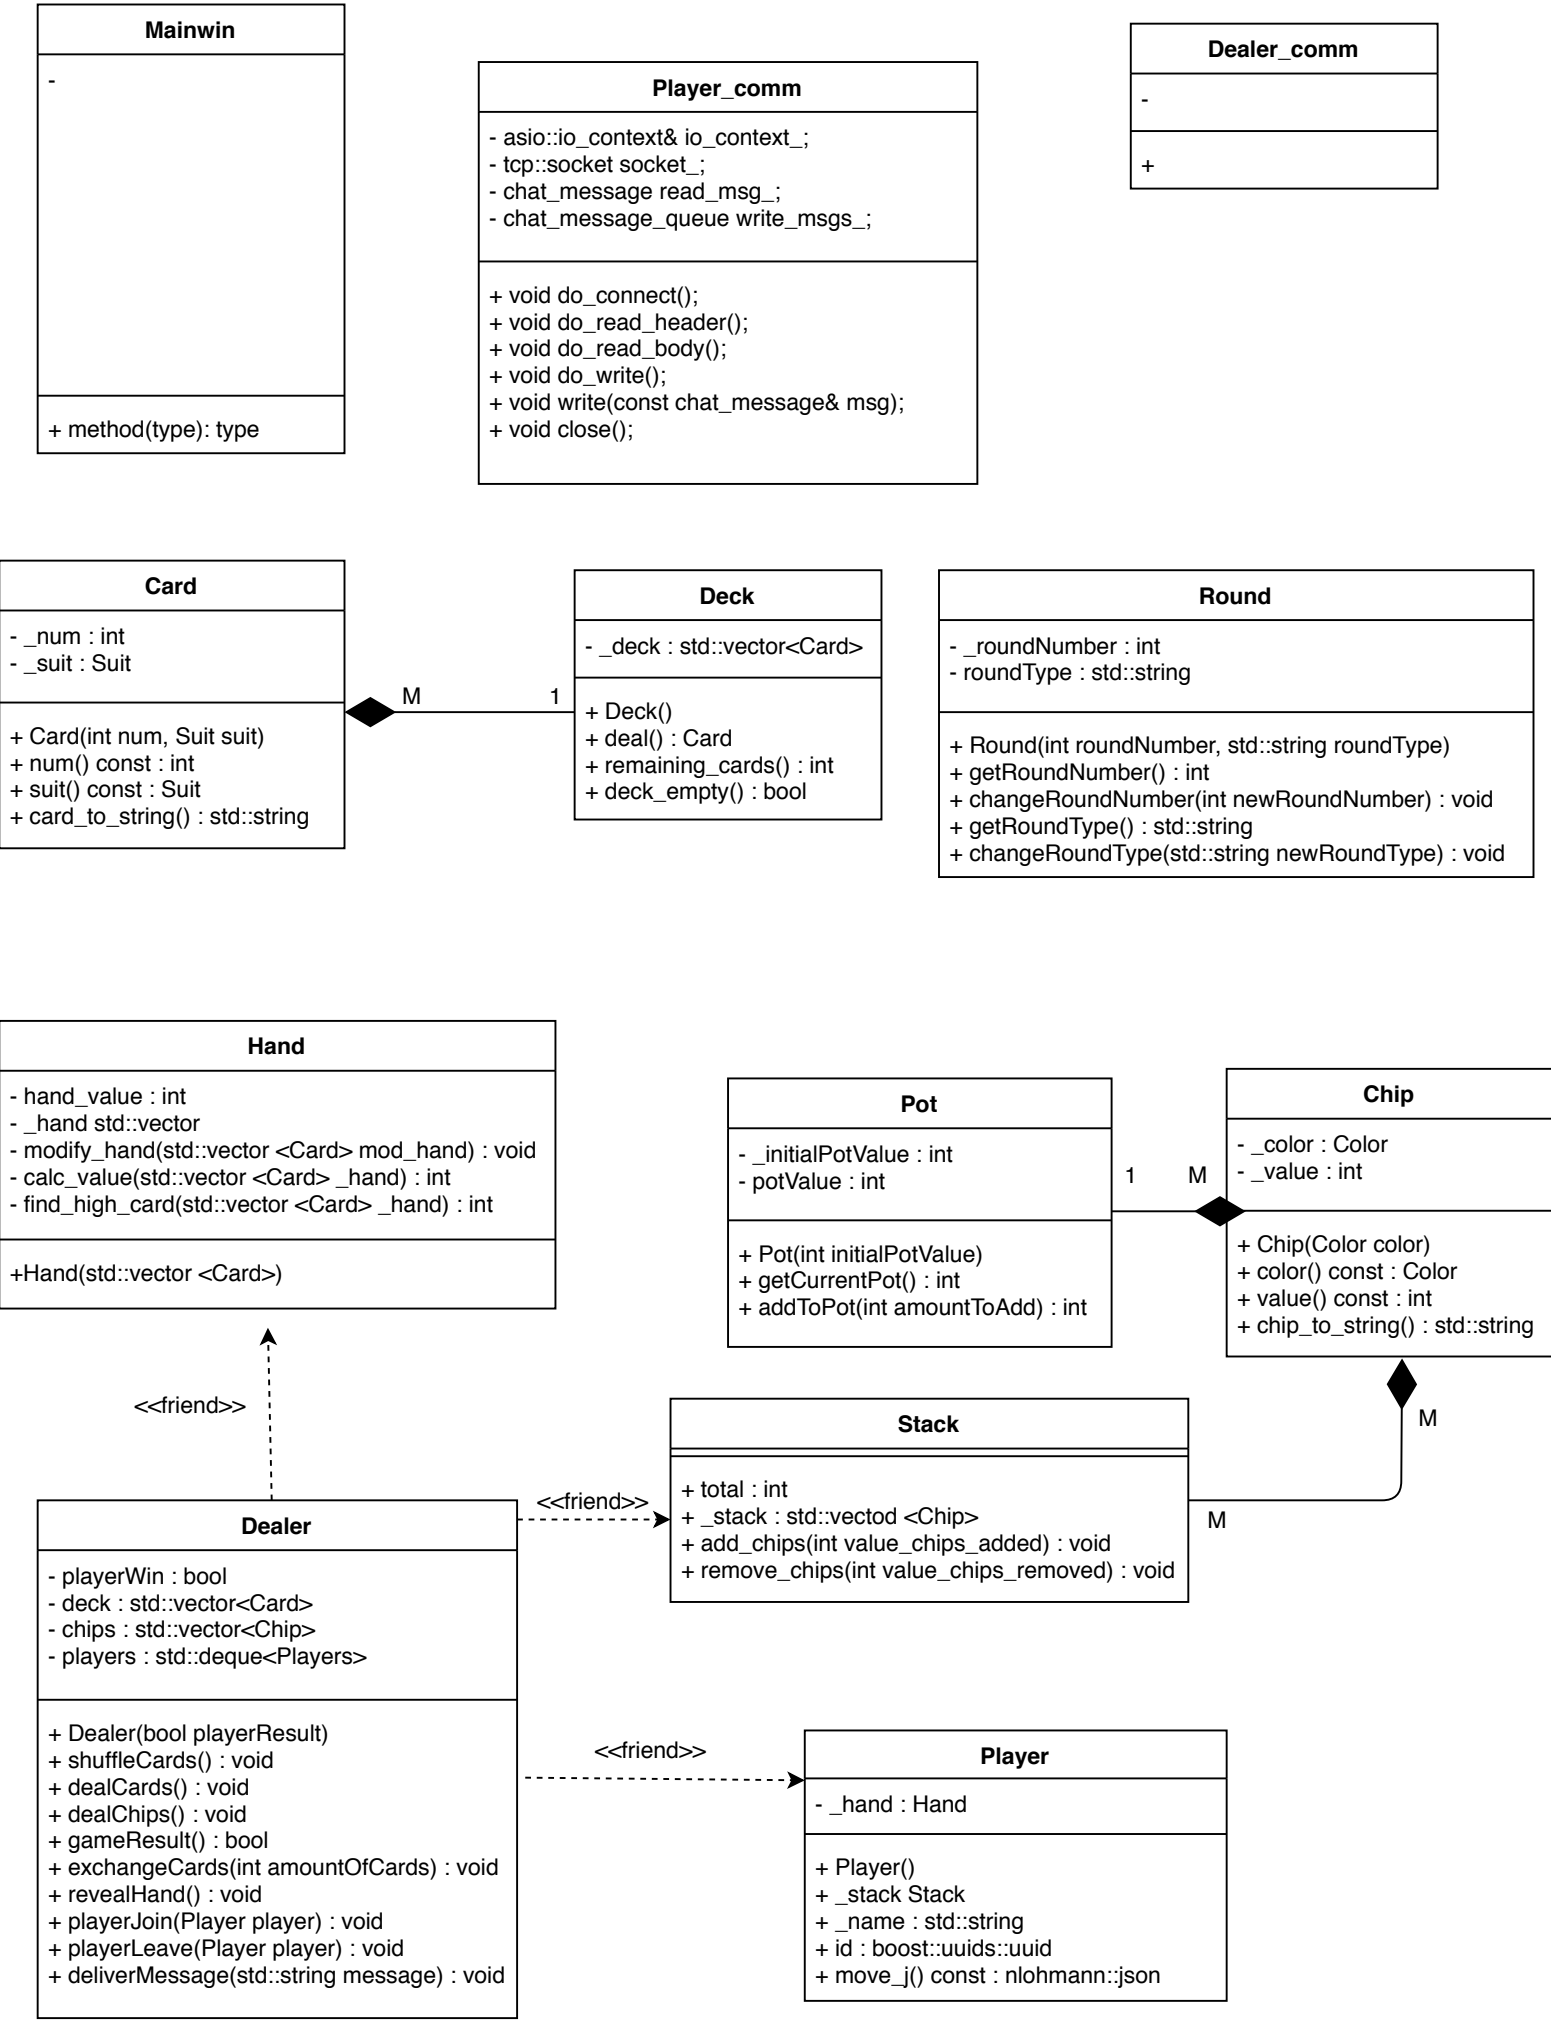 Mainwin
-
+ method(type): type
Player_comm
- asio::io_context& io_context_;
- tcp::socket socket_;
- chat_message read_msg_;
- chat_message_queue write_msgs_;
+ void do_connect();
+ void do_read_header();
+ void do_read_body();
+ void do_write();
+ void write(const chat_message& msg);
+ void close();
Dealer_comm
-
+
Card
- _num : int
- _suit : Suit
+ Card(int num, Suit suit)
+ num() const : int
+ suit() const : Suit
+ card_to_string() : std::string
M
1
Deck
- _deck : std::vector<Card>
+ Deck()
+ deal() : Card
+ remaining_cards() : int
+ deck_empty() : bool
Round
- _roundNumber : int
- roundType : std::string
+ Round(int roundNumber, std::string roundType)
+ getRoundNumber() : int
+ changeRoundNumber(int newRoundNumber) : void
+ getRoundType() : std::string
+ changeRoundType(std::string newRoundType) : void
Hand
- hand_value : int
- _hand std::vector
- modify_hand(std::vector <Card> mod_hand) : void
- calc_value(std::vector <Card> _hand) : int
- find_high_card(std::vector <Card> _hand) : int
+Hand(std::vector <Card>)
Pot
- _initialPotValue : int
- potValue : int
+ Pot(int initialPotValue)
+ getCurrentPot() : int
+ addToPot(int amountToAdd) : int
1
M
Chip
- _color : Color
- _value : int
+ Chip(Color color)
+ color() const : Color
+ value() const : int
+ chip_to_string() : std::string
M
M
<<friend>>
<<friend>>
Stack
+ total : int
+ _stack : std::vectod <Chip>
+ add_chips(int value_chips_added) : void
+ remove_chips(int value_chips_removed) : void
Dealer
- playerWin : bool
- deck : std::vector<Card>
- chips : std::vector<Chip>
- players : std::deque<Players>
+ Dealer(bool playerResult)
+ shuffleCards() : void
+ dealCards() : void
+ dealChips() : void
+ gameResult() : bool
+ exchangeCards(int amountOfCards) : void
+ revealHand() : void
+ playerJoin(Player player) : void
+ playerLeave(Player player) : void
+ deliverMessage(std::string message) : void
<<friend>>
Player
- _hand : Hand
+ Player()
+ _stack Stack
+ _name : std::string
+ id : boost::uuids::uuid
+ move_j() const : nlohmann::json